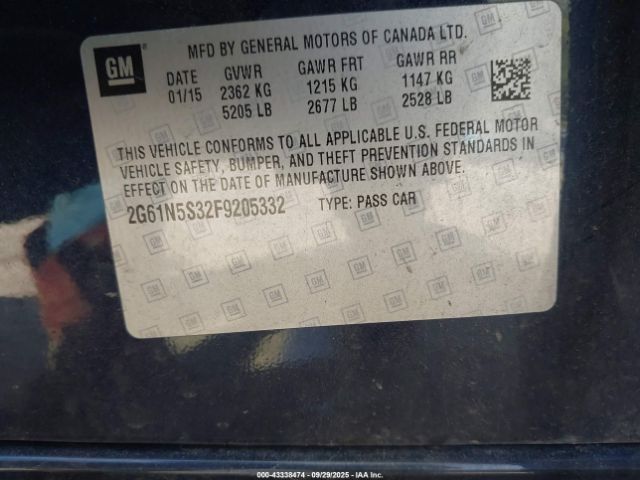 GM
MFD BY GENERAL MOTORS OF CANADA LTD.
DATE GVWR GAWR FRT GAWR RR
01/15 2362 KG 1215 KG 1147 KG
5205 LB 2677 LB 2528 LB
THIS VEHICLE CONFORMS TO ALL APPLICABLE U.S. FEDERAL MOTOR
VEHICLE SAFETY, BUMPER, AND THEFT PREVENTION STANDARDS IN
EFFECT ON THE DATE OF MANUFACTURE SHOWN ABOVE.
2G61N5S32F9205332 TYPE: PASS CAR
000-43338474 - 09/29/2025 - IAA Inc.